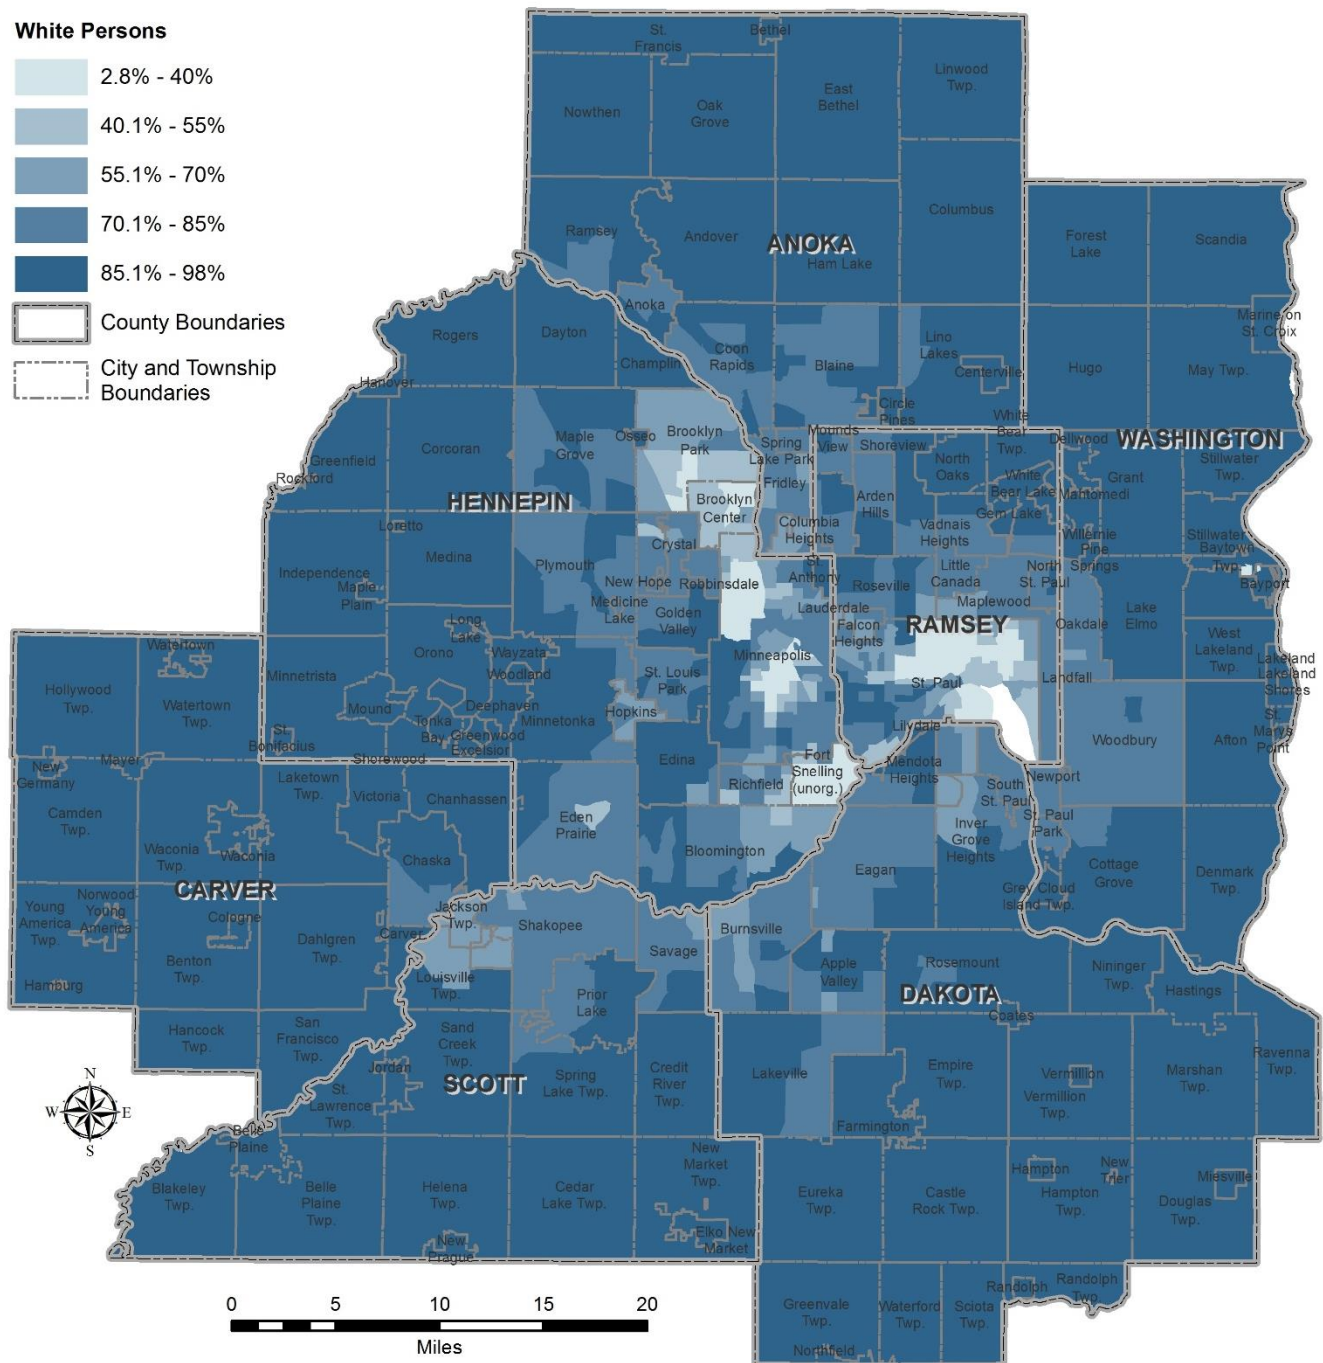 White Persons
2.8% - 40%
40.1% - 55%
55.1% - 70%
70.1% - 85%
85.1% - 98%
County Boundaries
City and Township
Boundaries
St.
Francis
Bethel
Linwood
Twp.
Nowthen
Oak
Grove
East
Bethel
Ramsey
Andover
ANOKA
Ham Lake
Columbus
Forest
Lake
Scandia
Anoka
Marine on
St. Croix
Rogers
Dayton
Champlin
Coon
Rapids
Blaine
Lino
Lakes
Centerville
Hugo
May Twp.
Hanover
Circle
Pines
White
Bear Twp.
Corcoran
Maple
Grove
Osseo
Brooklyn
Park
Spring
Lake Park
Mounds
View
Shoreview
North
Oaks
Dellwood
WASHINGTON
Greenfield
Rockford
HENNEPIN
Brooklyn
Center
Fridley
Arden
Hills
White
Bear Lake
Gem Lake
Mahtomedi
Grant
Stillwater
Twp.
Loretto
Medina
Crystal
Columbia
Heights
Vadnais
Heights
Willernie
Pine
Springs
Stillwater
Baytown
Twp.
Bayport
Independence
Maple
Plain
Plymouth
New Hope
Robbinsdale
St.
Anthony
Roseville
Little
Canada
North
St. Paul
Medicine
Lake
Golden
Valley
Lauderdale
Falcon
Heights
Maplewood
RAMSEY
Oakdale
Lake
Elmo
West
Lakeland
Twp.
Lakeland
Lakeland
Shores
Long
Lake
Orono
Wayzata
Woodland
Minneapolis
Watertown
Hollywood
Twp.
Watertown
Twp.
Minnetrista
Mound
Deephaven
Tonka
Bay
Greenwood
Excelsior
Minnetonka
St. Louis
Park
Hopkins
St. Paul
Landfall
St.
Bonifacius
Shorewood
Edina
Lilydale
Mendota
Heights
Woodbury
Afton
St.
Marys
Point
New
Germany
Mayer
Laketown
Twp.
Victoria
Chanhassen
Richfield
Fort
Snelling
(unorg.)
South
St. Paul
Newport
St. Paul
Park
Camden
Twp.
Waconia
Twp.
Waconia
Eden
Prairie
Bloomington
Inver
Grove
Heights
Chaska
Eagan
Cottage
Grove
Denmark
Twp.
CARVER
Young
America
Twp.
Norwood
Young
America
Cologne
Jackson
Twp.
Shakopee
Grey Cloud
Island Twp.
Benton
Twp.
Dahlgren
Twp.
Carver
Savage
Burnsville
Hamburg
Louisville
Twp.
Prior
Lake
Apple
Valley
Rosemount
DAKOTA
Nininger
Twp.
Hastings
Coates
Hancock
Twp.
San
Francisco
Twp.
Sand
Creek
Twp.
Jordan
St.
Lawrence
Twp.
SCOTT
Spring
Lake Twp.
Credit
River
Twp.
Lakeville
Empire
Twp.
Vermillion
Vermillion
Twp.
Marshan
Twp.
Ravenna
Twp.
Farmington
N
W
E
S
Belle
Plaine
Blakeley
Twp.
Belle
Plaine
Twp.
Helena
Twp.
Cedar
Lake Twp.
New
Market
Twp.
Elko New
Market
New
Prague
Eureka
Twp.
Castle
Rock Twp.
Hampton
Hampton
Twp.
New
Trier
Miesville
Douglas
Twp.
Greenvale
Twp.
Waterford
Twp.
Sciota
Twp.
Randolph
Randolph
Twp.
Northfield
0 5 10 15 20
Miles